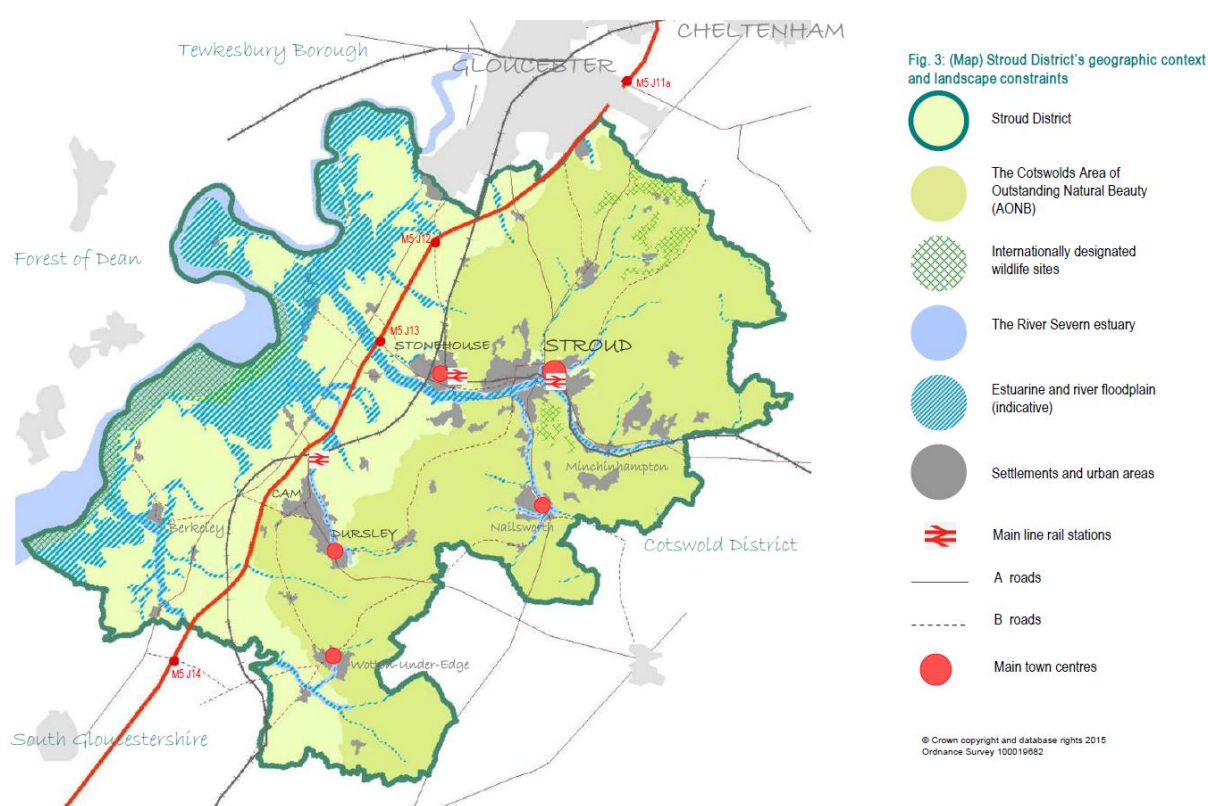 CHELTENHAM
Tewkesbury Borough
GLOUCESTER
M5 J11a
Forest of Dean
M5 J12
M5 J13
STONEHOUSE
STROUD
Minchinhampton
CAM
Berkeley
Nailsworth
DURSLEY
Cotswold District
Wotton-Under-Edge
M5 J14
South Gloucestershire
Fig. 3: (Map) Stroud District's geographic context
and landscape constraints
Stroud District
The Cotswolds Area of
Outstanding Natural Beauty
(AONB)
Internationally designated
wildlife sites
The River Severn estuary
Estuarine and river floodplain
(indicative)
Settlements and urban areas
Main line rail stations
A roads
B roads
Main town centres
© Crown copyright and database rights 2015
Ordnance Survey 100019682